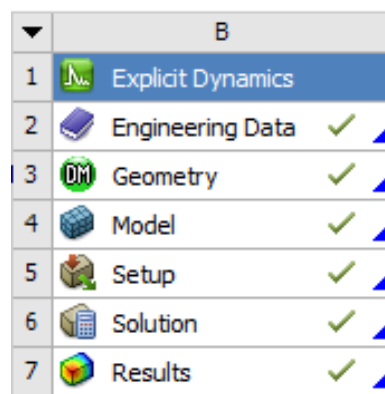 B
1 Explicit Dynamics
2 Engineering Data
3 DM Geometry
4 Model
5 Setup
6 Solution
7 Results